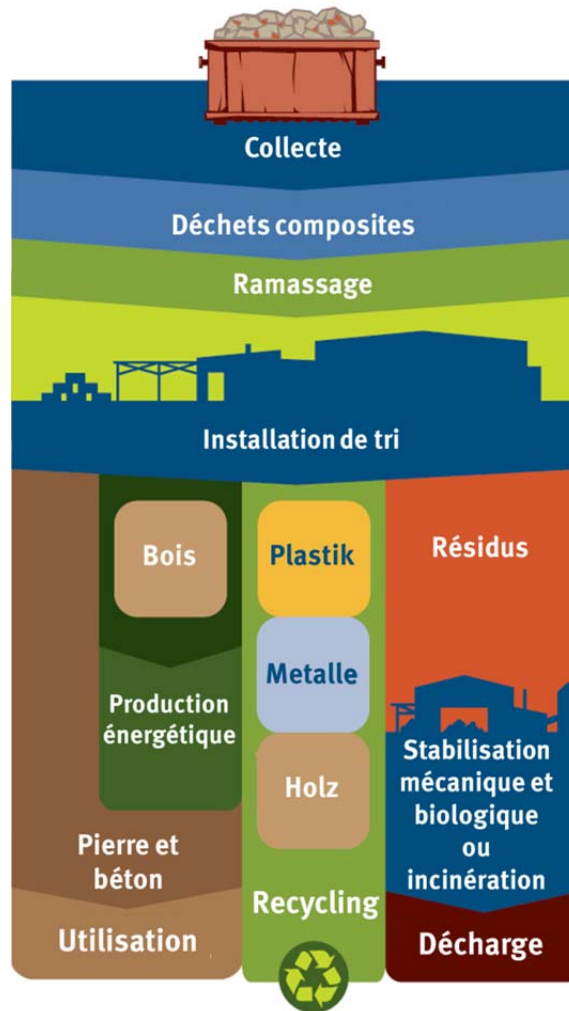 Collecte
Déchets composites
Ramassage
Installation de tri
Bois
Production
énergétique
Pierre et
béton
Utilisation
Plastik
Metalle
Holz
Recycling
Résidus
Stabilisation
mécanique et
biologique
ou
incinération
Décharge